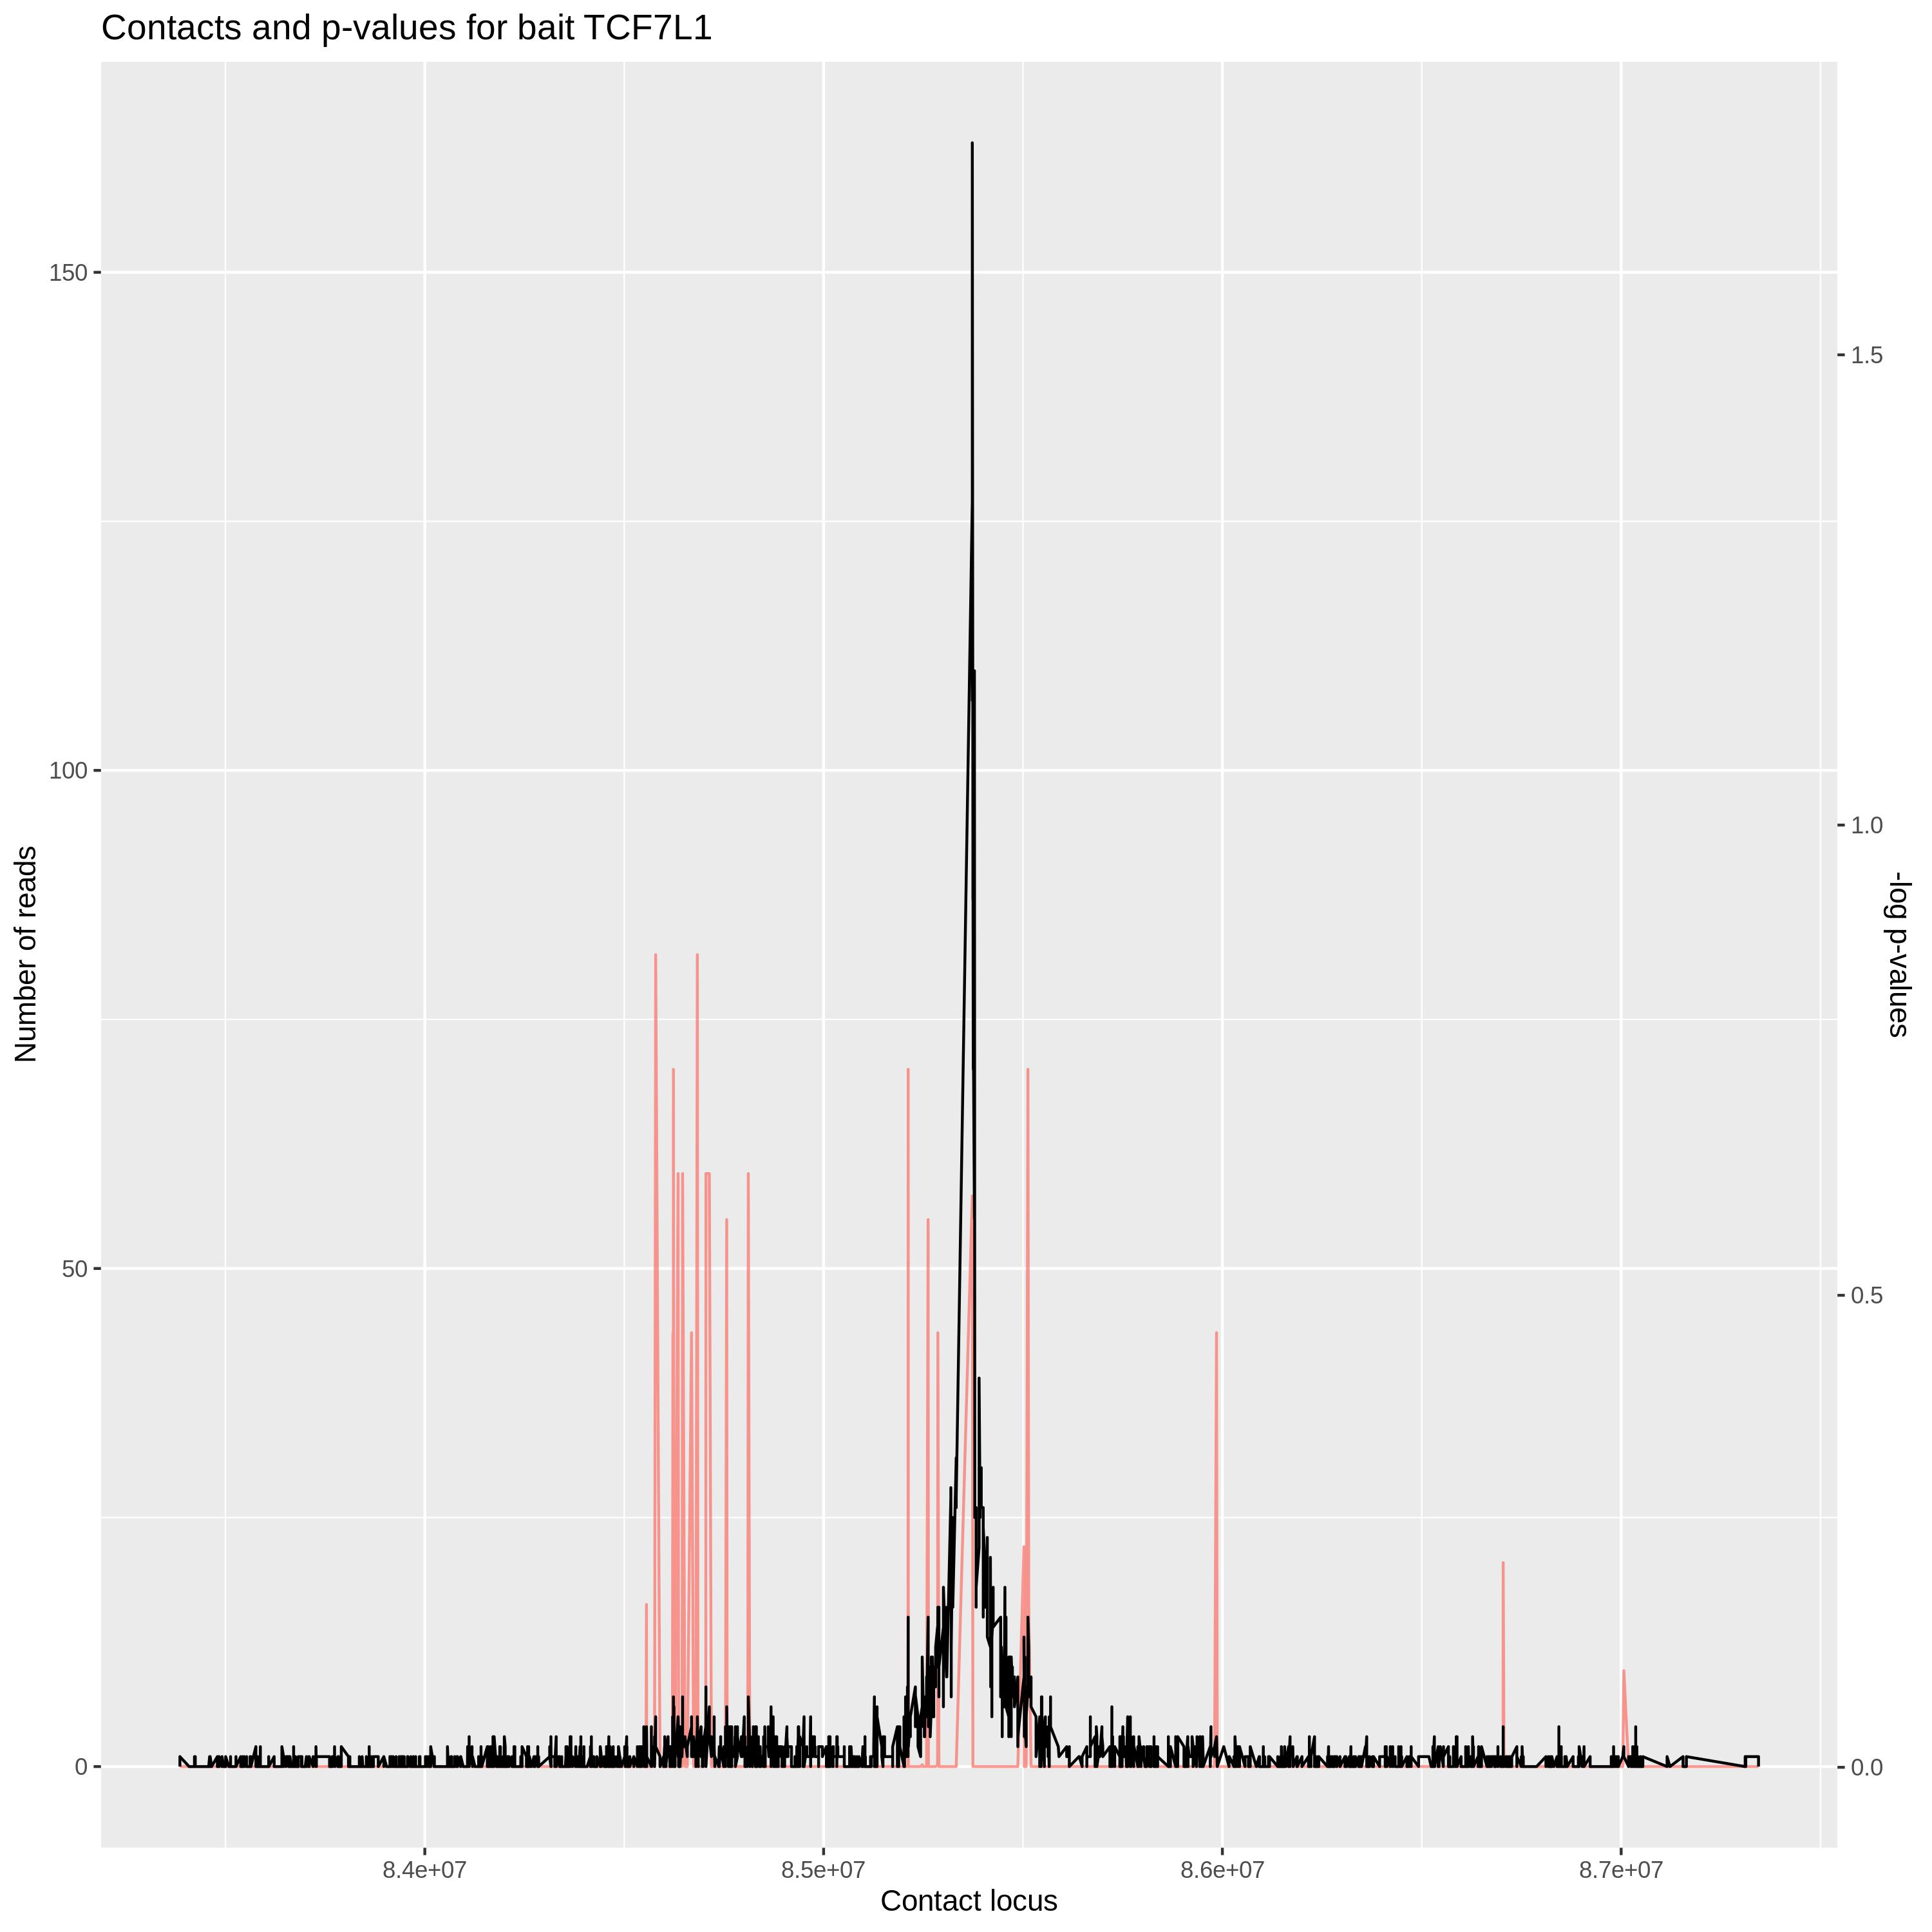 Contacts and p-values for bait TCF7L1
150
100
50
0
Number of reads
1.5
1.0
0.5
0.0
-log p-values
8.4e+07 8.5e+07 8.6e+07 8.7e+07
Contact locus